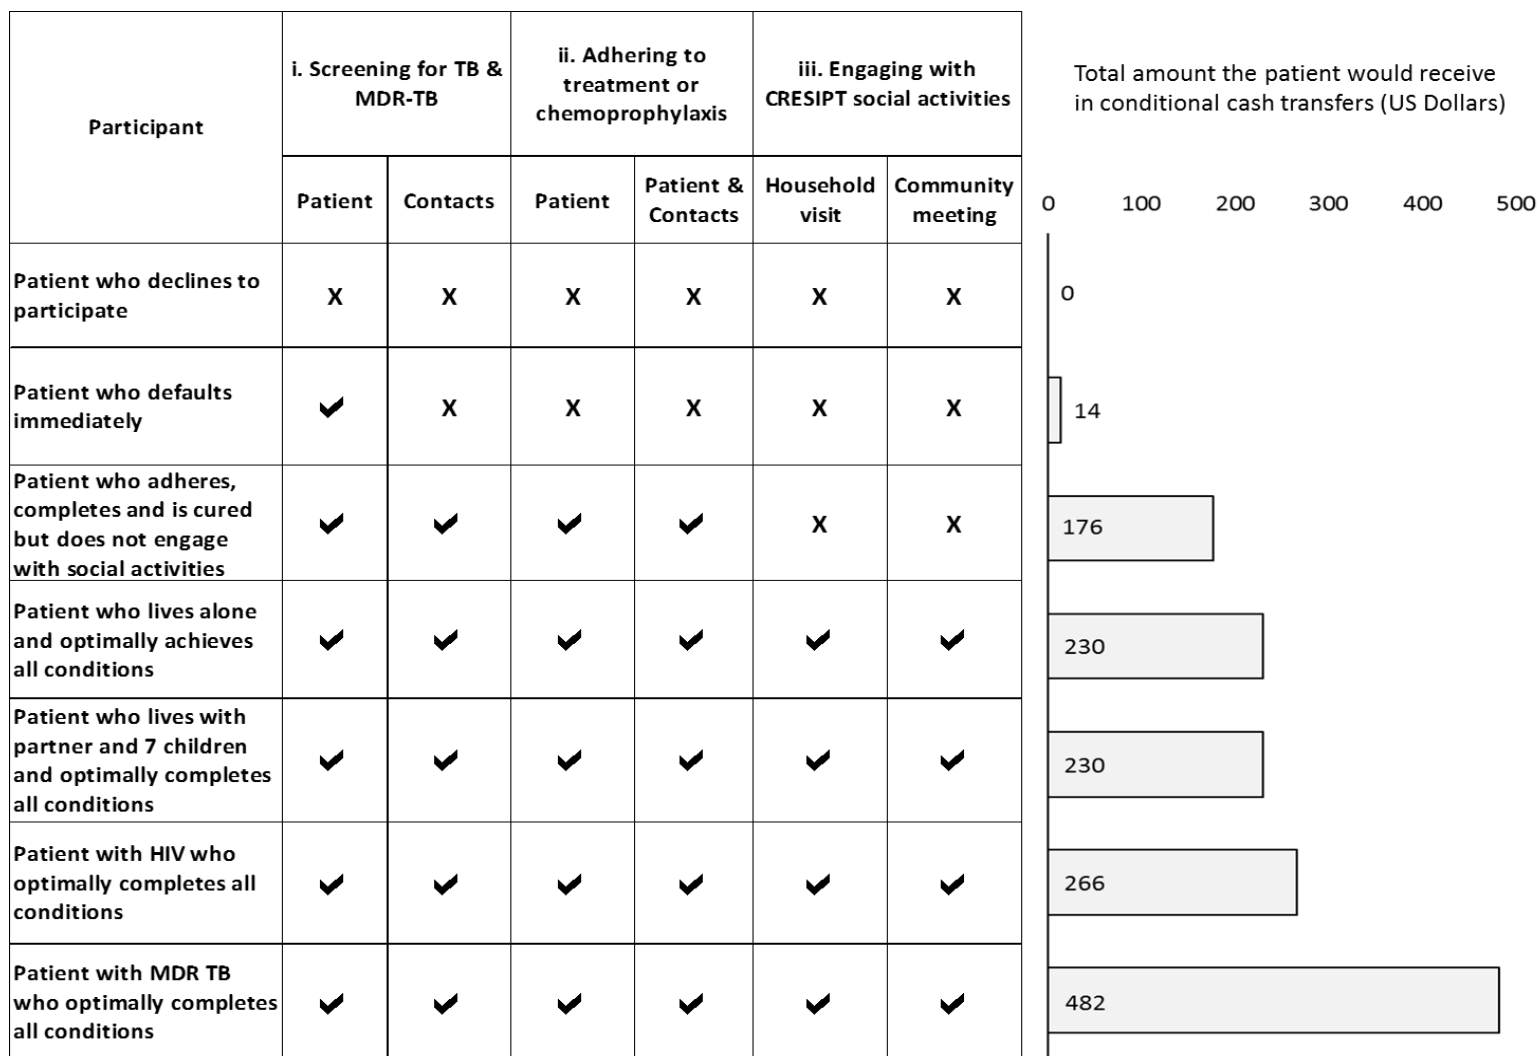 Participant
i. Screening for TB &
MDR-TB
ii. Adhering to
treatment or
chemoprophylaxis
iii. Engaging with
CRESIPT social activities
Total amount the patient would receive
in conditional cash transfers (US Dollars)
Patient
Contacts
Patient
Patient &
Contacts
Household
visit
Community
meeting
0 100 200 300 400 500
Patient who declines to
participate
X X X X X X
0
Patient who defaults
immediately
✔ X X X X X
14
Patient who adheres,
completes and is cured
but does not engage
with social activities
✔ ✔ ✔ ✔ X X
176
Patient who lives alone
and optimally achieves
all conditions
✔ ✔ ✔ ✔ ✔ ✔
230
Patient who lives with
partner and 7 children
and optimally completes
all conditions
✔ ✔ ✔ ✔ ✔ ✔
230
Patient with HIV who
optimally completes all
conditions
✔ ✔ ✔ ✔ ✔ ✔
266
Patient with MDR TB
who optimally completes
all conditions
✔ ✔ ✔ ✔ ✔ ✔
482